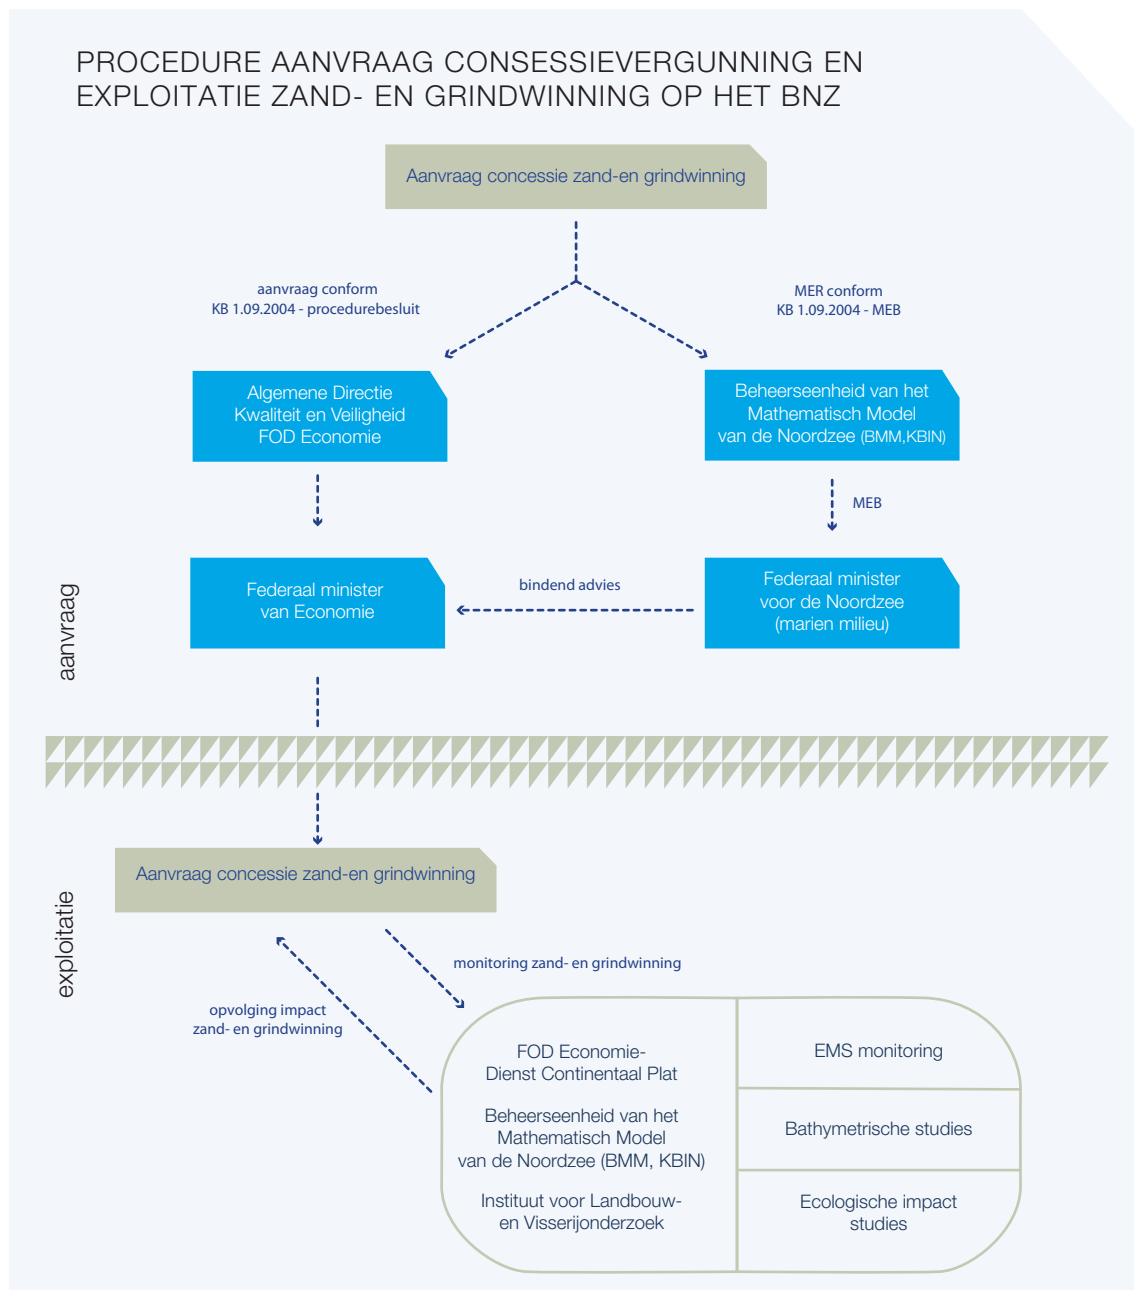 PROCEDURE AANVRAAG CONSESSIEVERGUNNING EN
EXPLOITATIE ZAND- EN GRINDWINNING OP HET BNZ
Aanvraag concessie zand-en grindwinning
aanvraag conform
KB 1.09.2004 - procedurebesluit
MER conform
KB 1.09.2004 - MEB
Algemene Directie
Kwaliteit en Veiligheid
FOD Economie
Beheerseenheid van het
Mathematisch Model
van de Noordzee (BMM,KBIN)
MEB
Federaal minister
van Economie
bindend advies
Federaal minister
voor de Noordzee
(marien milieu)
aanvraag
Aanvraag concessie zand-en grindwinning
exploitatie
monitoring zand- en grindwinning
opvolging impact
zand- en grindwinning
FOD Economie-
Dienst Continentaal Plat
Beheerseenheid van het
Mathematisch Model
van de Noordzee (BMM, KBIN)
Instituut voor Landbouw-
en Visserijonderzoek
EMS monitoring
Bathymetrische studies
Ecologische impact
studies